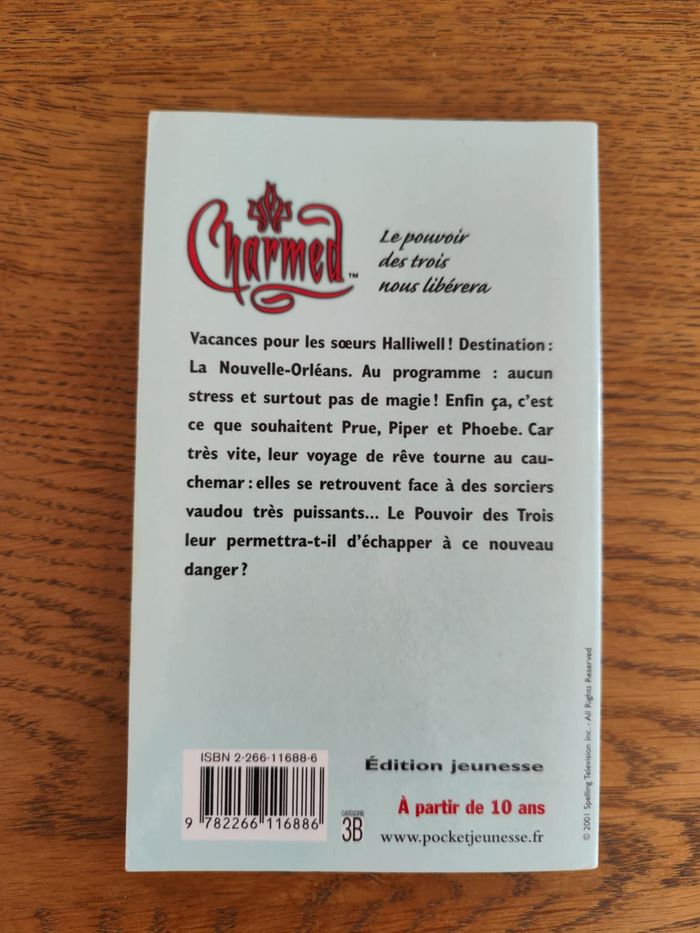 Charmed™
Le pouvoir
des trois
nous libérera
Vacances pour les sœurs Halliwell ! Destination :
La Nouvelle-Orléans. Au programme : aucun
stress et surtout pas de magie ! Enfin ça, c'est
ce que souhaitent Prue, Piper et Phoebe. Car
très vite, leur voyage de rêve tourne au cau-
chemar : elles se retrouvent face à des sorciers
vaudou très puissants... Le Pouvoir des Trois
leur permettra-t-il d'échapper à ce nouveau
danger ?
© 2001 Spelling Television Inc. - All Rights Reserved
ISBN 2-266-11688-6
9 782266 116886
CATÉGORIE
3B
Édition jeunesse
À partir de 10 ans
www.pocketjeunesse.fr